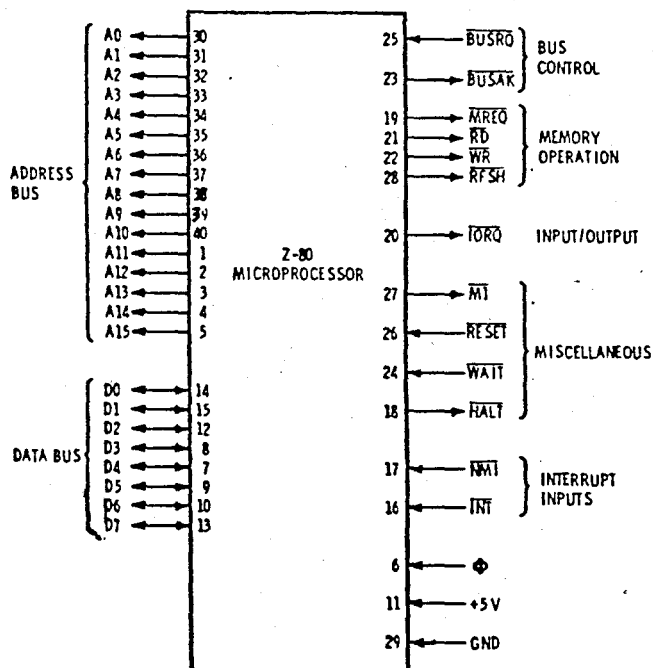 ADDRESS
BUS
A0 30
A1 31
A2 32
A3 33
A4 34
A5 35
A6 36
A7 37
A8 38
A9 39
A10 40
A11 1
A12 2
A13 3
A14 4
A15 5
DATA BUS
D0 14
D1 15
D2 12
D3 8
D4 7
D5 9
D6 10
D7 13
Z-80
MICROPROCESSOR
25 BUSRQ
23 BUSAK
BUS
CONTROL
19 MREQ
21 RD
22 WR
28 RFSH
MEMORY
OPERATION
20 IORQ INPUT/OUTPUT
27 M1
26 RESET
24 WAIT
18 HALT
MISCELLANEOUS
17 NMI
16 INT
INTERRUPT
INPUTS
6 Φ
11 +5V
29 GND